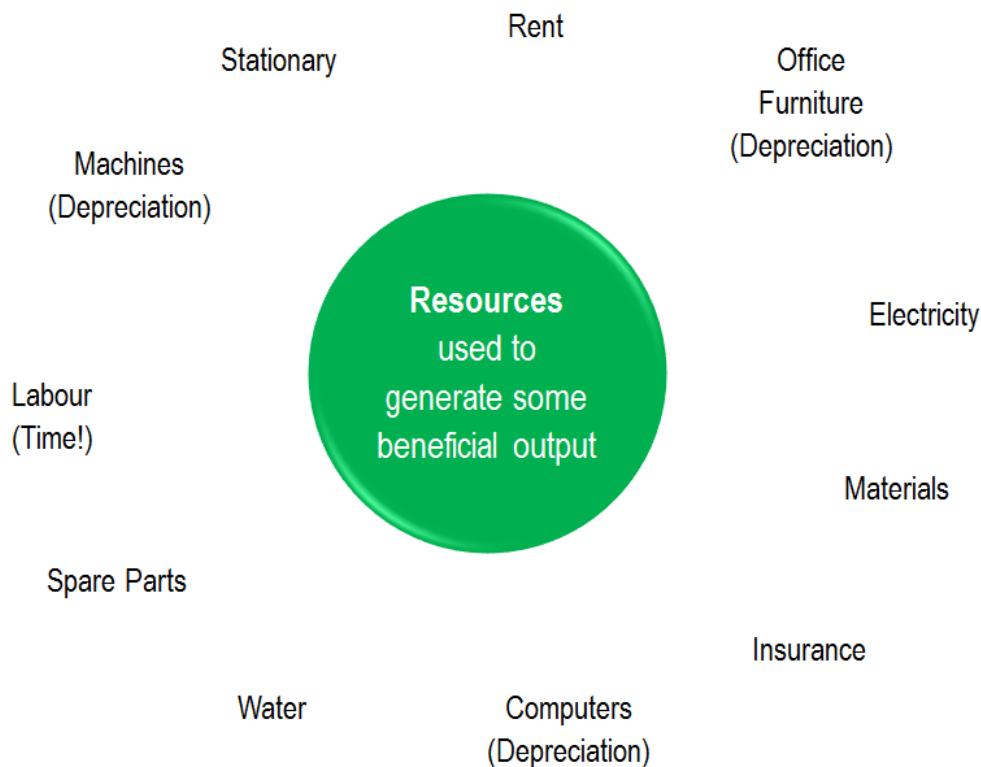 Rent
Stationary
Office
Furniture
(Depreciation)
Machines
(Depreciation)
Resources
used to
generate some
beneficial output
Electricity
Labour
(Time!)
Materials
Spare Parts
Insurance
Water
Computers
(Depreciation)